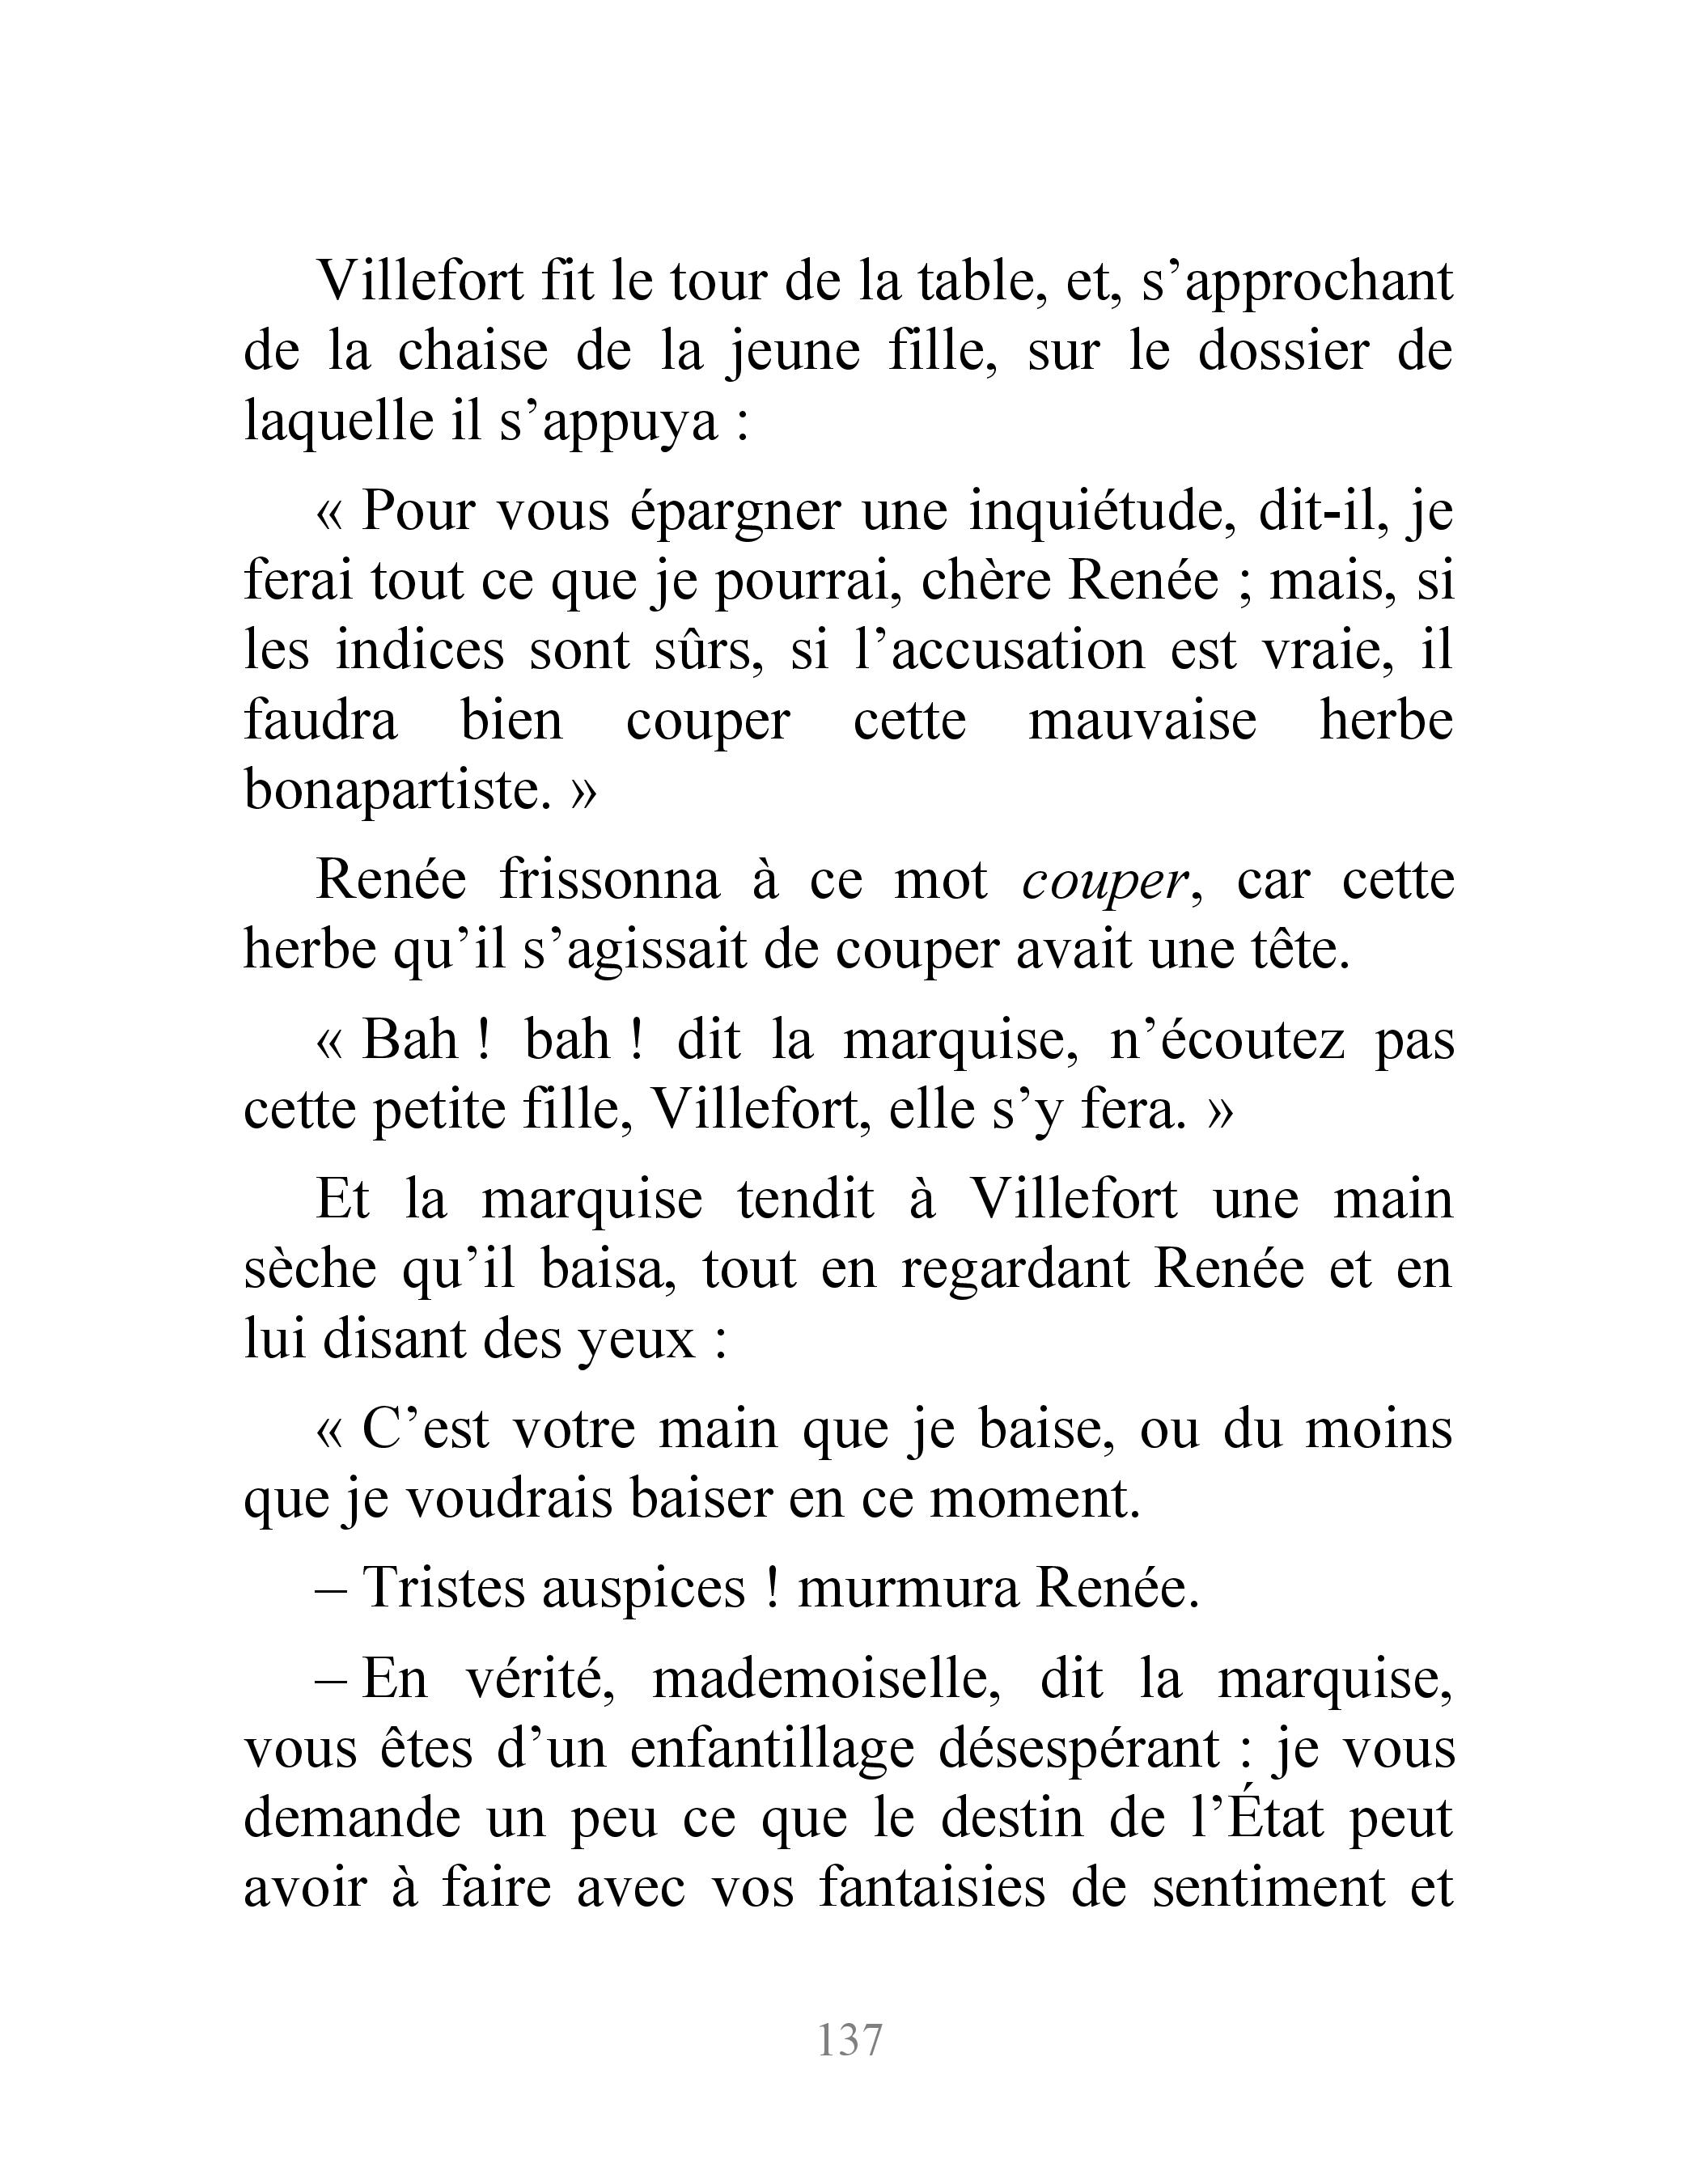 Villefort fit le tour de la table, et, s’approchant
de la chaise de la jeune fille, sur le dossier de
laquelle il s’appuya :
« Pour vous épargner une inquiétude, dit-il, je
ferai tout ce que je pourrai, chère Renée ; mais, si
les indices sont sûrs, si l’accusation est vraie, il
faudra bien couper cette mauvaise herbe
bonapartiste. »
Renée frissonna à ce mot couper, car cette
herbe qu’il s’agissait de couper avait une tête.
« Bah ! bah ! dit la marquise, n’écoutez pas
cette petite fille, Villefort, elle s’y fera. »
Et la marquise tendit à Villefort une main
sèche qu’il baisa, tout en regardant Renée et en
lui disant des yeux :
« C’est votre main que je baise, ou du moins
que je voudrais baiser en ce moment.
– Tristes auspices ! murmura Renée.
– En vérité, mademoiselle, dit la marquise,
vous êtes d’un enfantillage désespérant : je vous
demande un peu ce que le destin de l’État peut
avoir à faire avec vos fantaisies de sentiment et
137